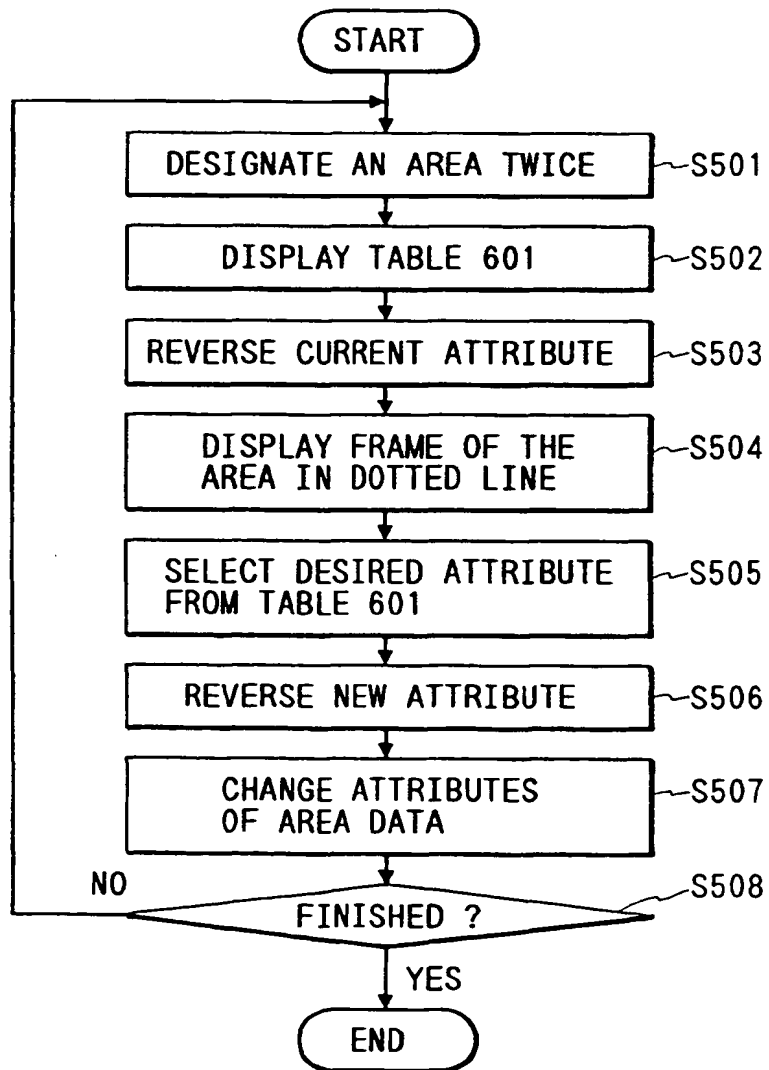 START
DESIGNATE AN AREA TWICE
S501
DISPLAY TABLE 601
S502
REVERSE CURRENT ATTRIBUTE
S503
DISPLAY FRAME OF THE
AREA IN DOTTED LINE
S504
SELECT DESIRED ATTRIBUTE
FROM TABLE 601
S505
REVERSE NEW ATTRIBUTE
S506
CHANGE ATTRIBUTES
OF AREA DATA
S507
NO
FINISHED ?
S508
YES
END